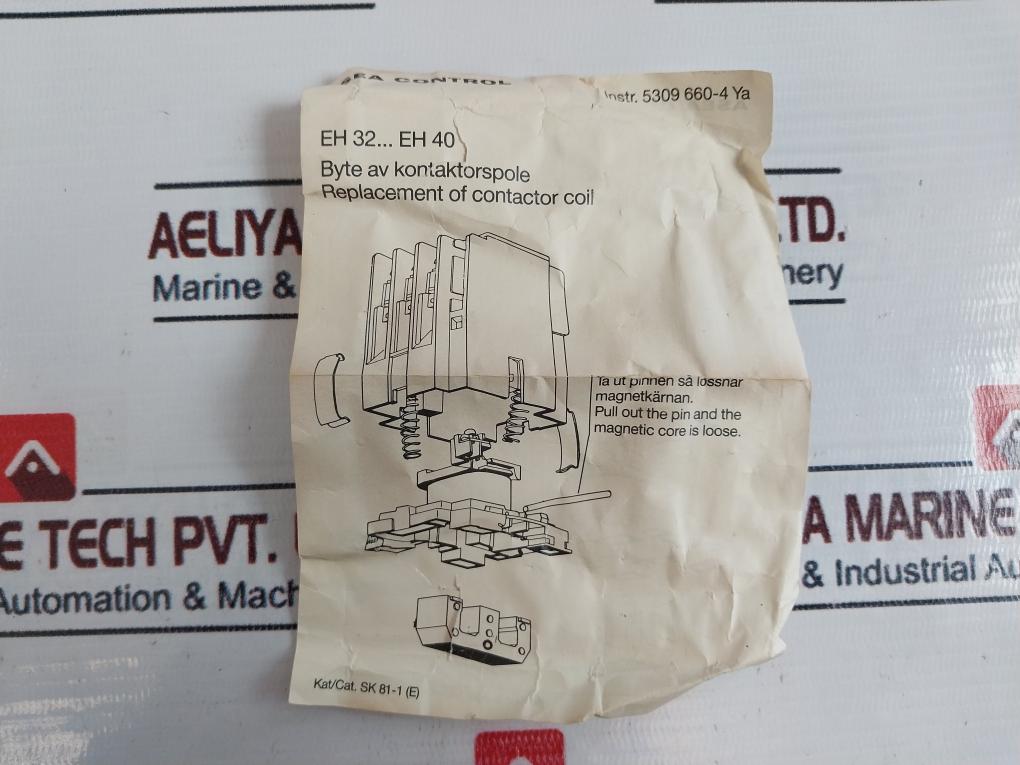 CONTROL
Instr. 5309 660-4 Ya
EH 32... EH 40
Byte av kontaktorspole
Replacement of contactor coil
AELIYA
TD.
Marine &
nery
Ta ut pinnen så lossnar
magnetkärnan.
Pull out the pin and the
magnetic core is loose.
E TECH PVT.
A MARINE
Automation & Mach
& Industrial Au
Kat/Cat. SK 81-1 (E)